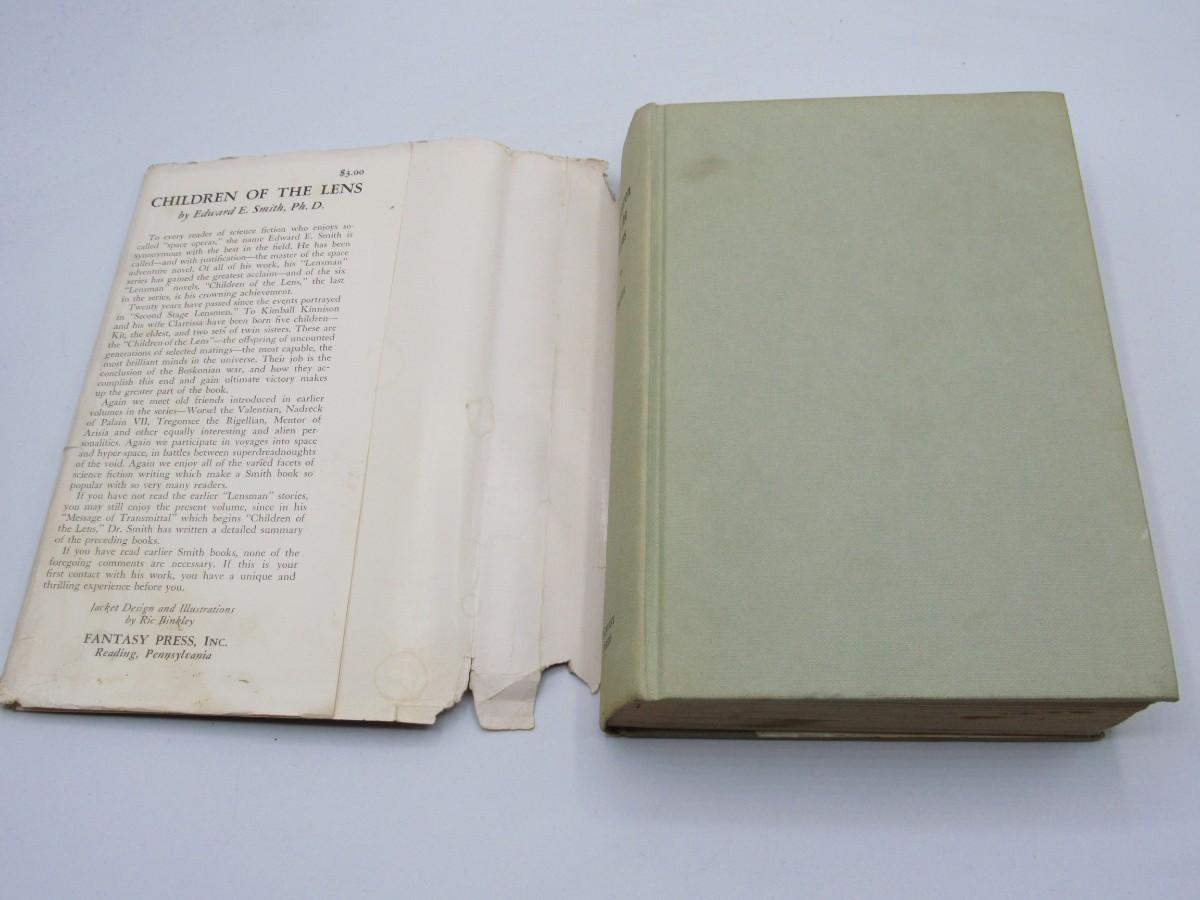 $3.00
CHILDREN OF THE LENS
by Edward E. Smith, Ph. D.
To every reader of science fiction who enjoys so-
called "space operas," the name Edward E. Smith is
synonymous with the best in the field. He has been
called—and with justification—the master of the space
adventure novel. Of all of his work, his "Lensman"
series has gained the greatest acclaim—and of the six
"Lensman" novels, "Children of the Lens," the last
in the series, is his crowning achievement.
Twenty years have passed since the events portrayed
in "Second Stage Lensmen." To Kimball Kinnison
and his wife Clarrissa have been born five children—
Kit, the eldest, and two sets of twin sisters. These are
the "Children of the Lens"—the offspring of uncounted
generations of selected matings—the most capable, the
most brilliant minds in the universe. Their job is the
conclusion of the Boskonian war, and how they ac-
complish this end and gain ultimate victory makes
up the greater part of the book.
Again we meet old friends introduced in earlier
volumes in the series—Worsel the Valentian, Nadreck
of Palain VII, Tregonsee the Rigellian, Mentor of
Arisia and other equally interesting and alien per-
sonalities. Again we participate in voyages into space
and hyper-space, in battles between superdreadnoughts
of the void. Again we enjoy all of the varied facets of
science fiction writing which make a Smith book so
popular with so very many readers.
If you have not read the earlier "Lensman" stories,
you may still enjoy the present volume, since in his
"Message of Transmittal" which begins "Children of
the Lens," Dr. Smith has written a detailed summary
of the preceding books.
If you have read earlier Smith books, none of the
foregoing comments are necessary. If this is your
first contact with his work, you have a unique and
thrilling experience before you.
Jacket Design and Illustrations
by Ric Binkley
FANTASY PRESS, INC.
Reading, Pennsylvania